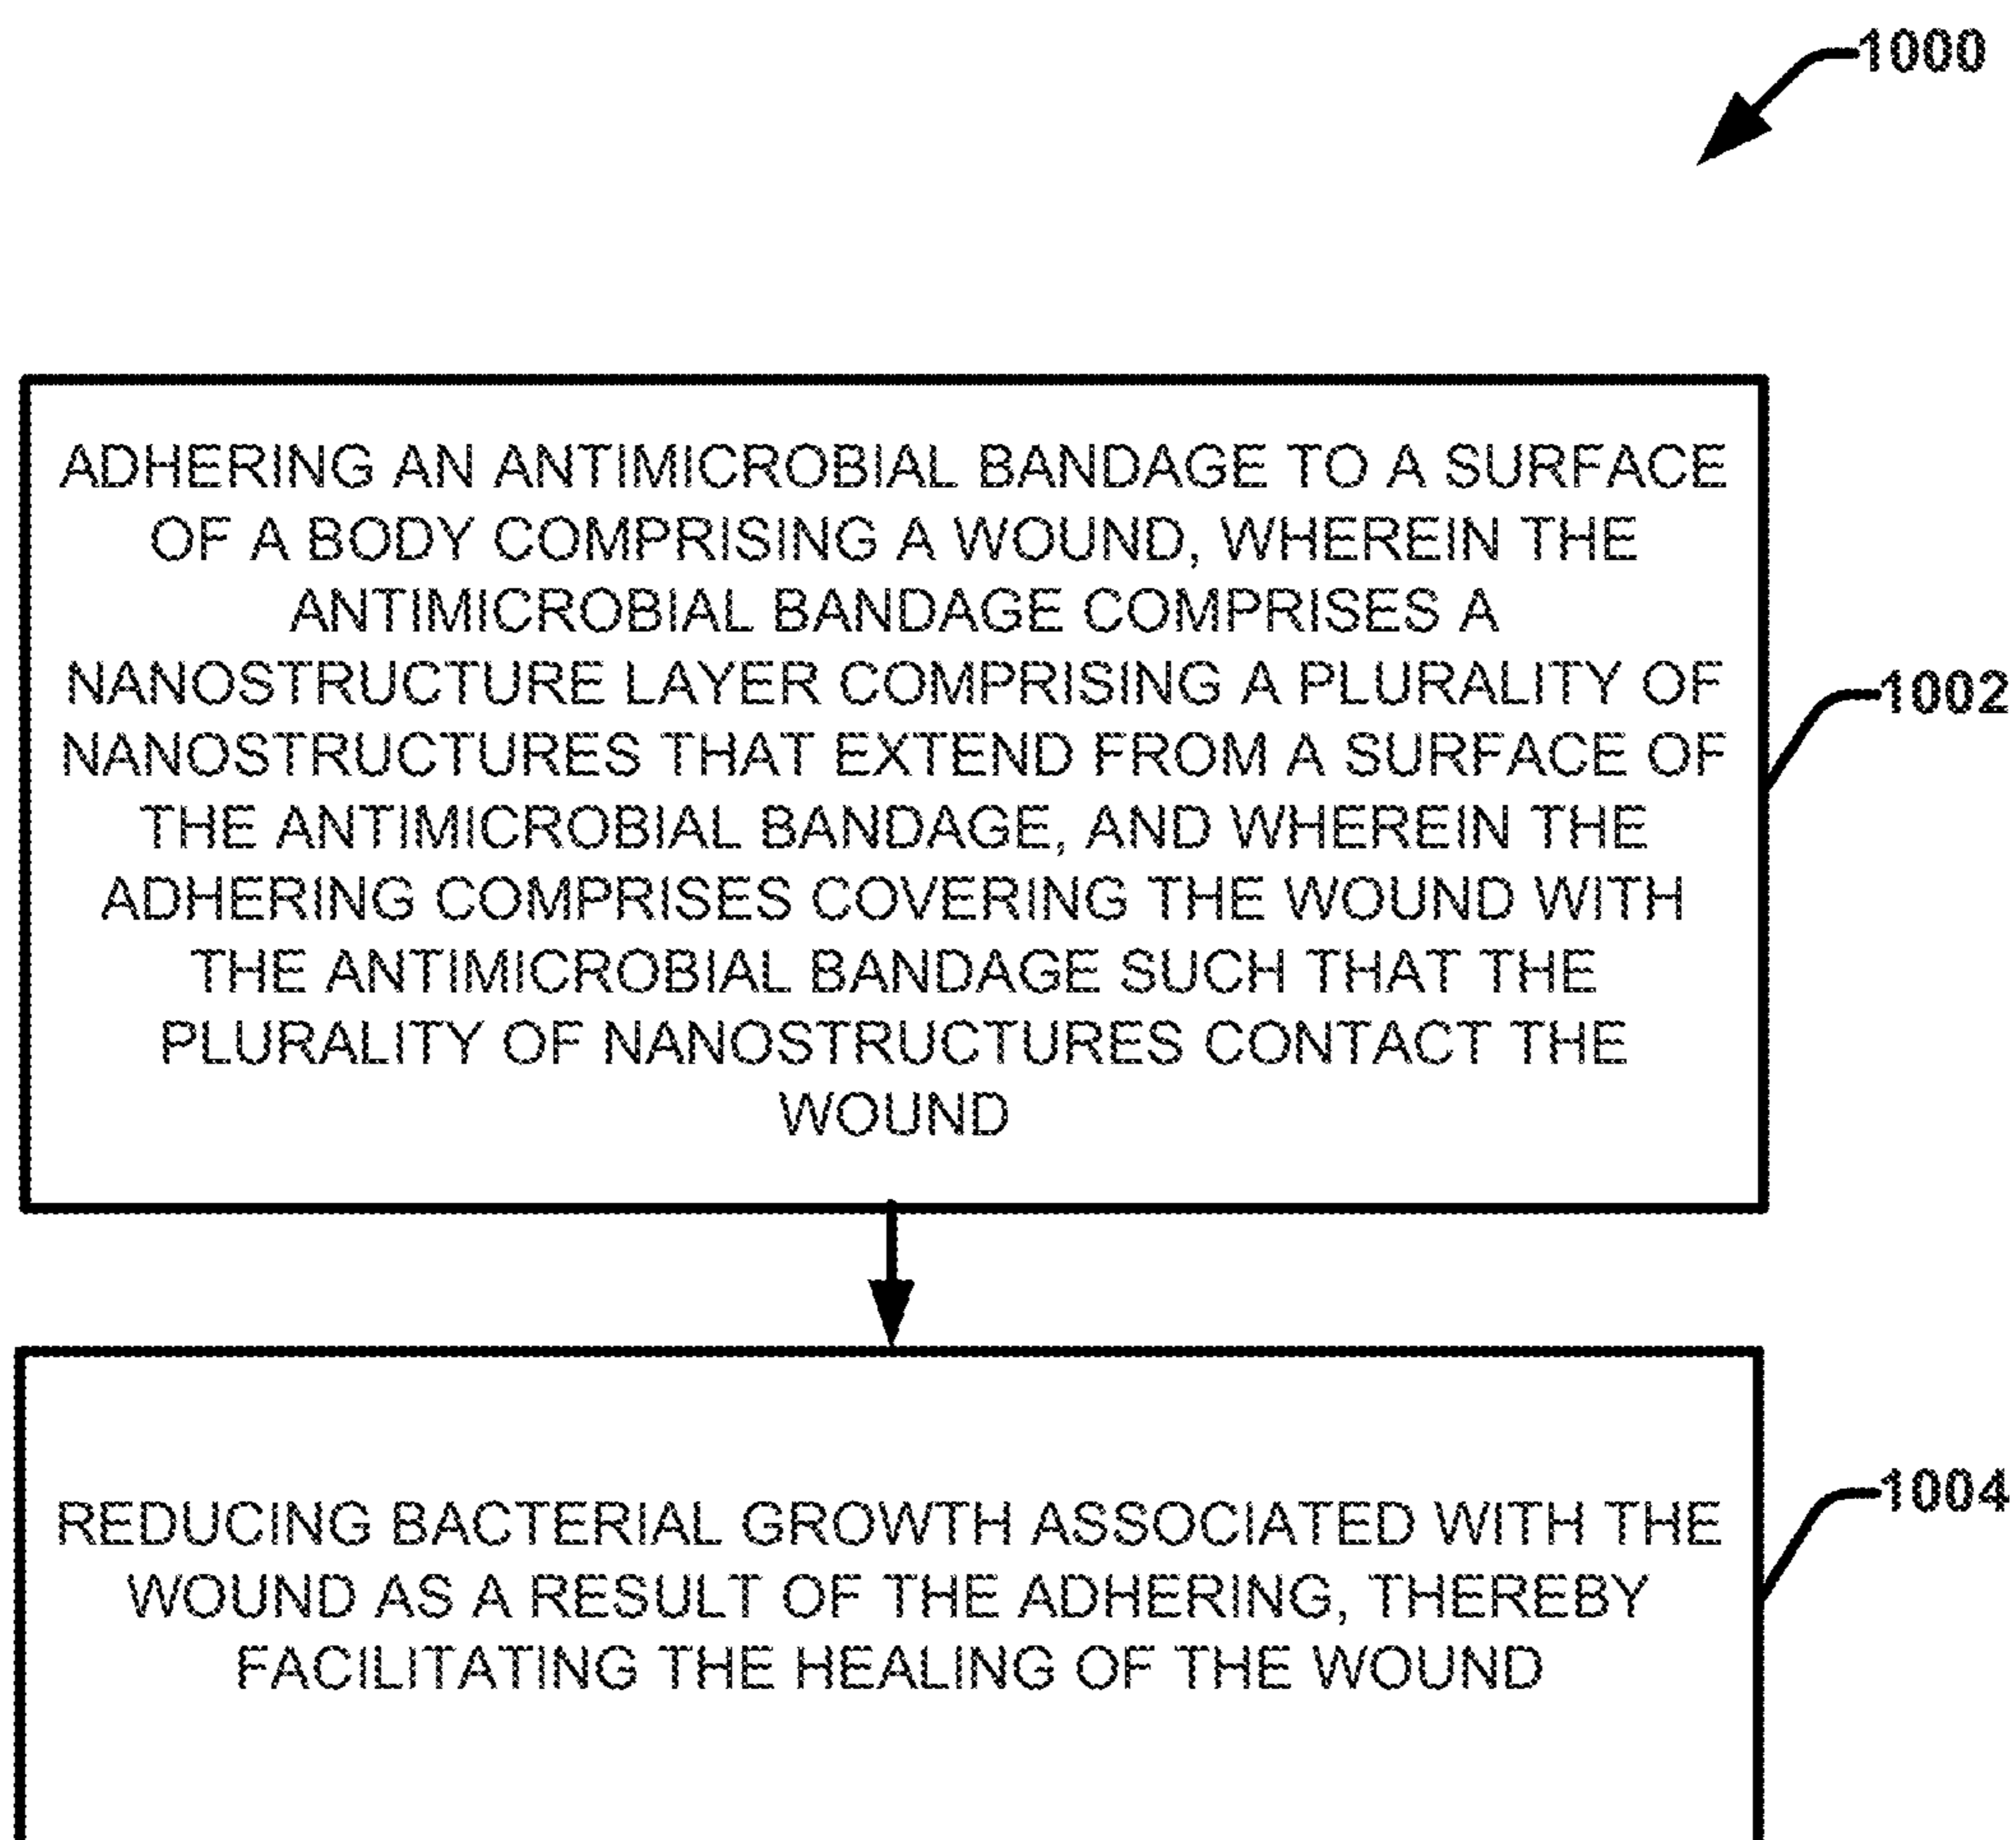 1000
ADHERING AN ANTIMICROBIAL BANDAGE TO A SURFACE
OF A BODY COMPRISING A WOUND, WHEREIN THE
ANTIMICROBIAL BANDAGE COMPRISES A
NANOSTRUCTURE LAYER COMPRISING A PLURALITY OF
NANOSTRUCTURES THAT EXTEND FROM A SURFACE OF
THE ANTIMICROBIAL BANDAGE, AND WHEREIN THE
ADHERING COMPRISES COVERING THE WOUND WITH
THE ANTIMICROBIAL BANDAGE SUCH THAT THE
PLURALITY OF NANOSTRUCTURES CONTACT THE
WOUND
1002
REDUCING BACTERIAL GROWTH ASSOCIATED WITH THE
WOUND AS A RESULT OF THE ADHERING, THEREBY
FACILITATING THE HEALING OF THE WOUND
1004